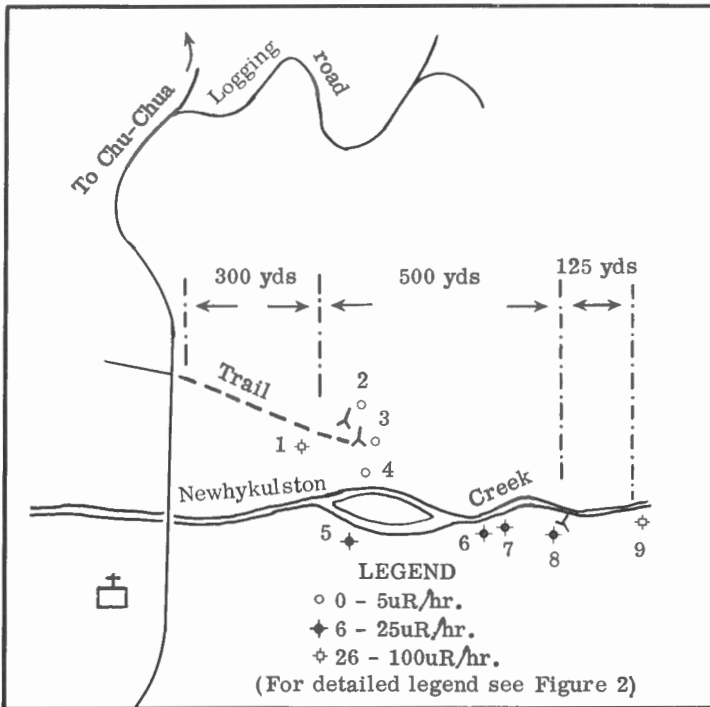 Logging road
To Chu-Chua
300 yds
500 yds
125 yds
Trail
2
3
1
4
Newhykulston Creek
5
6
7
8
9
LEGEND
0 - 5uR/hr.
6 - 25uR/hr.
26 - 100uR/hr.
(For detailed legend see Figure 2)